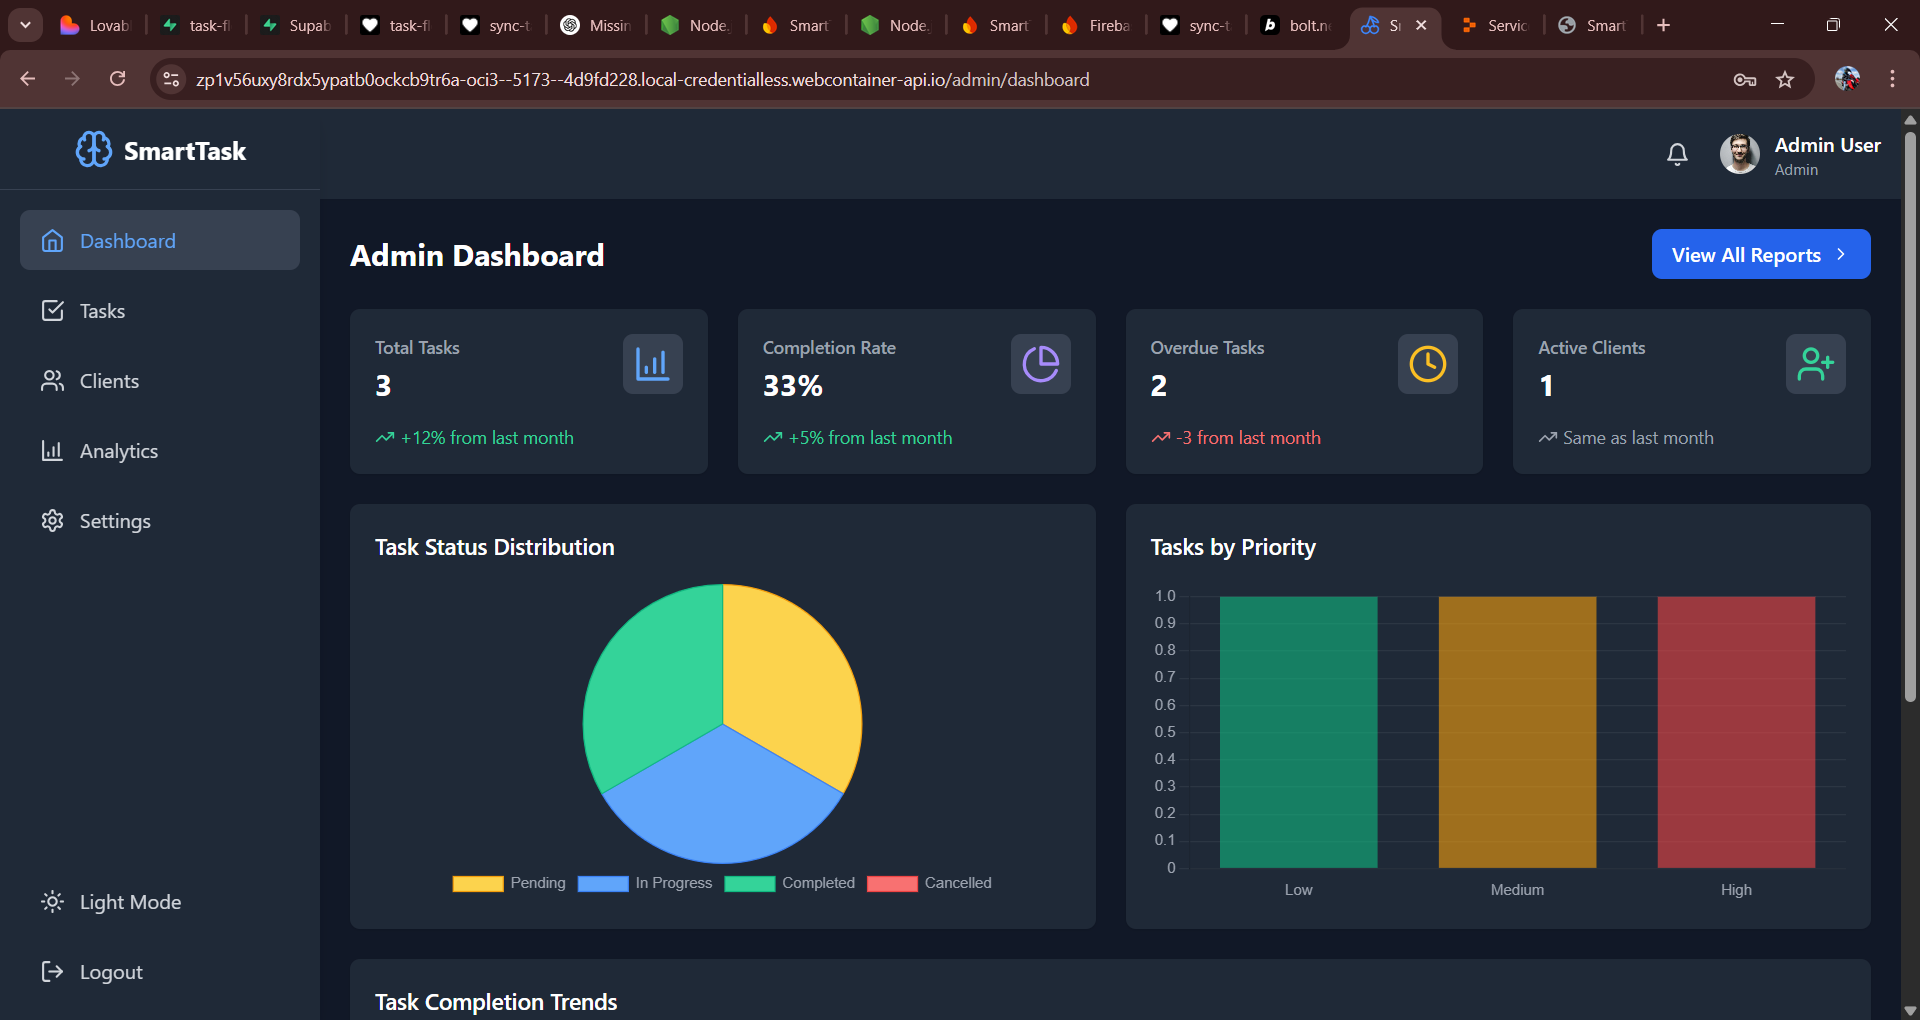 Lovab
task-fl
Supab
task-fl
sync-t
Missin
Node.j
Smart
Node.j
Smart
Fireba
sync-t
bolt.ne
Sm
Servic
Smart
zp1v56uxy8rdx5ypatb0ockcb9tr6a-oci3--5173--4d9fd228.local-credentialless.webcontainer-api.io/admin/dashboard
SmartTask
Admin User
Admin
Dashboard
Tasks
Clients
Analytics
Settings
Light Mode
Logout
Admin Dashboard
View All Reports
Total Tasks
3
+12% from last month
Completion Rate
33%
+5% from last month
Overdue Tasks
2
-3 from last month
Active Clients
1
Same as last month
Task Status Distribution
Pending In Progress Completed Cancelled
Tasks by Priority
1.0
0.9
0.8
0.7
0.6
0.5
0.4
0.3
0.2
0.1
0
Low Medium High
Task Completion Trends